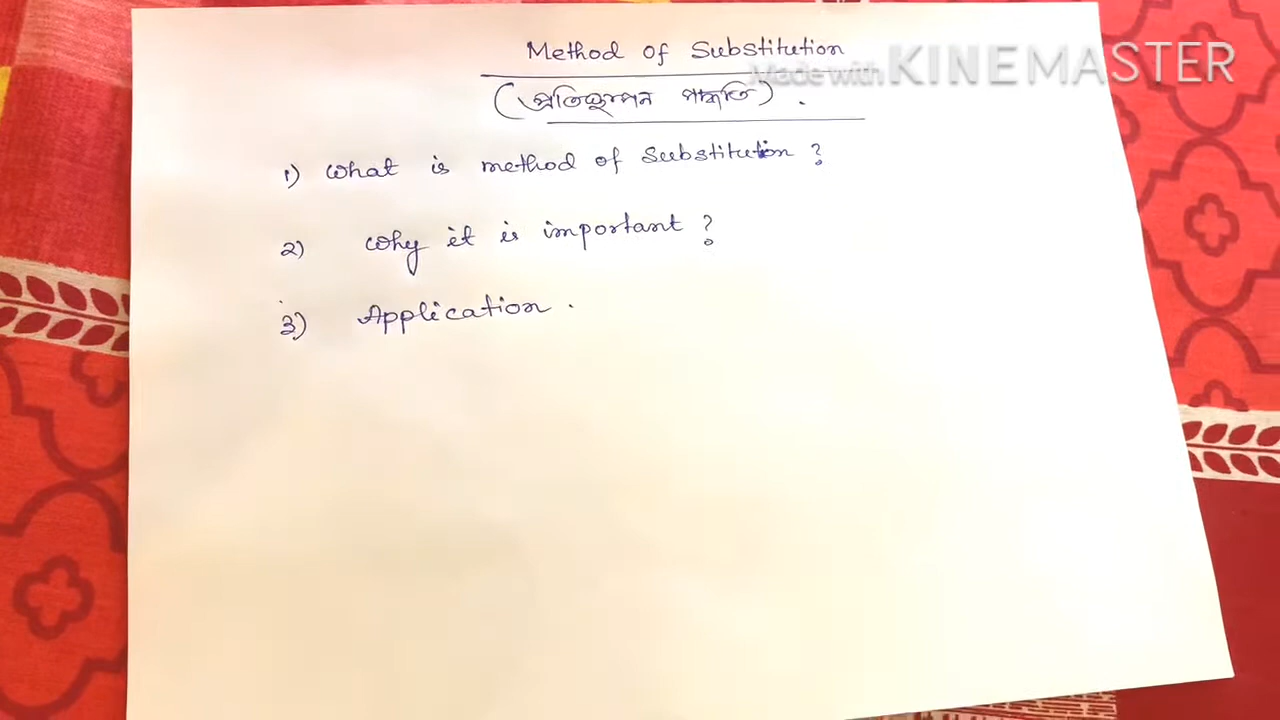 Method of Substitution
Made with KINEMASTER
(প্রতিস্থাপন পদ্ধতি).
1) What is method of substitution?
2) Why it is important?
3) Application.